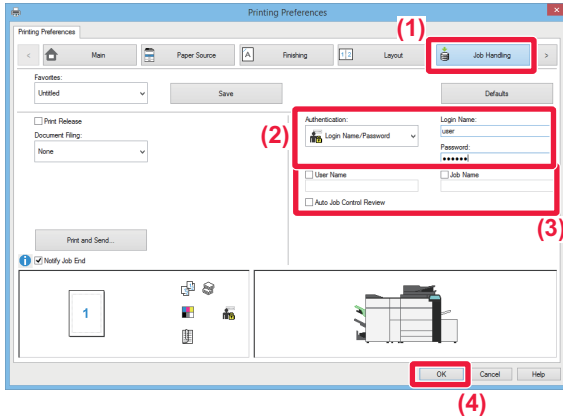 Printing Preferences
Printing Preferences
(1)
Main
Paper Source
A
Finishing
1 2
Layout
Job Handling
Favorites:
Untitled
Save
Defaults
Print Release
Document Filing:
None
(2)
Authentication:
Login Name/Password
Login Name:
user
Password:
••••••
User Name
Job Name
Auto Job Control Review
(3)
Print and Send...
Notify Job End
1
OK
Cancel
Help
(4)